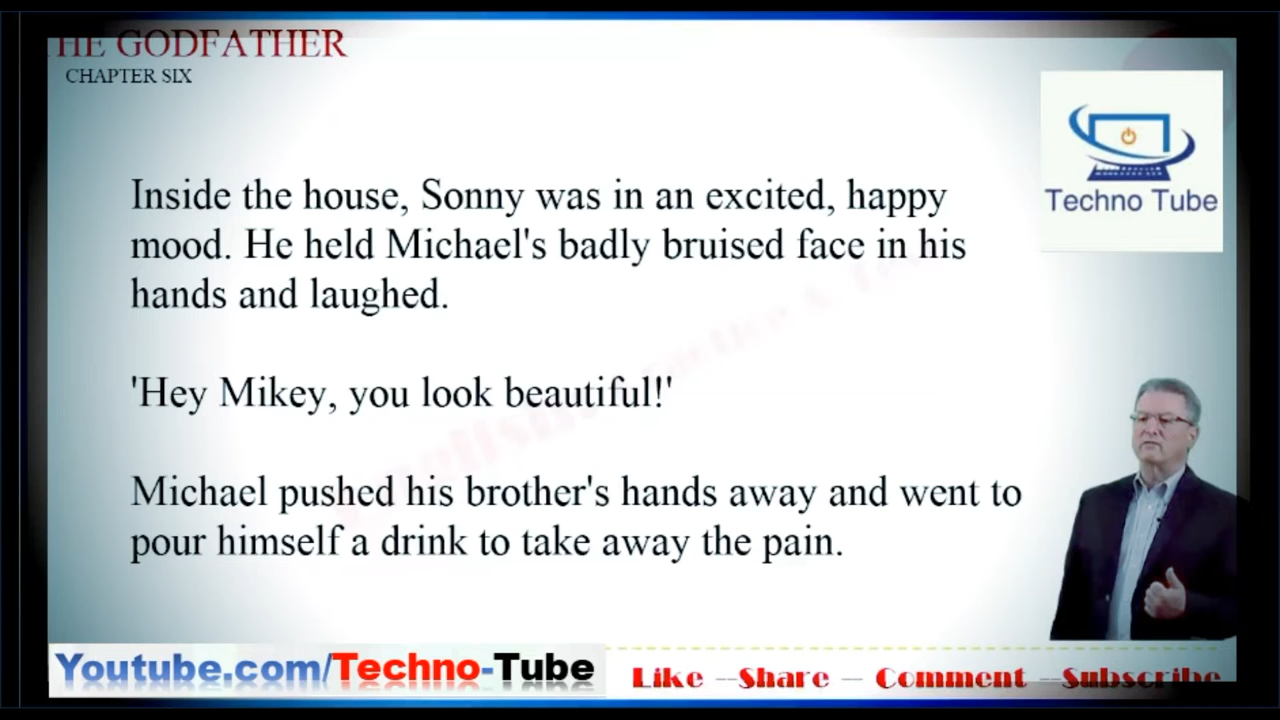 THE GODFATHER
CHAPTER SIX
Techno Tube
Inside the house, Sonny was in an excited, happy
mood. He held Michael's badly bruised face in his
hands and laughed.
'Hey Mikey, you look beautiful!'
Michael pushed his brother's hands away and went to
pour himself a drink to take away the pain.
Youtube.com/Techno-Tube
Like – Share – Comment – Subscribe